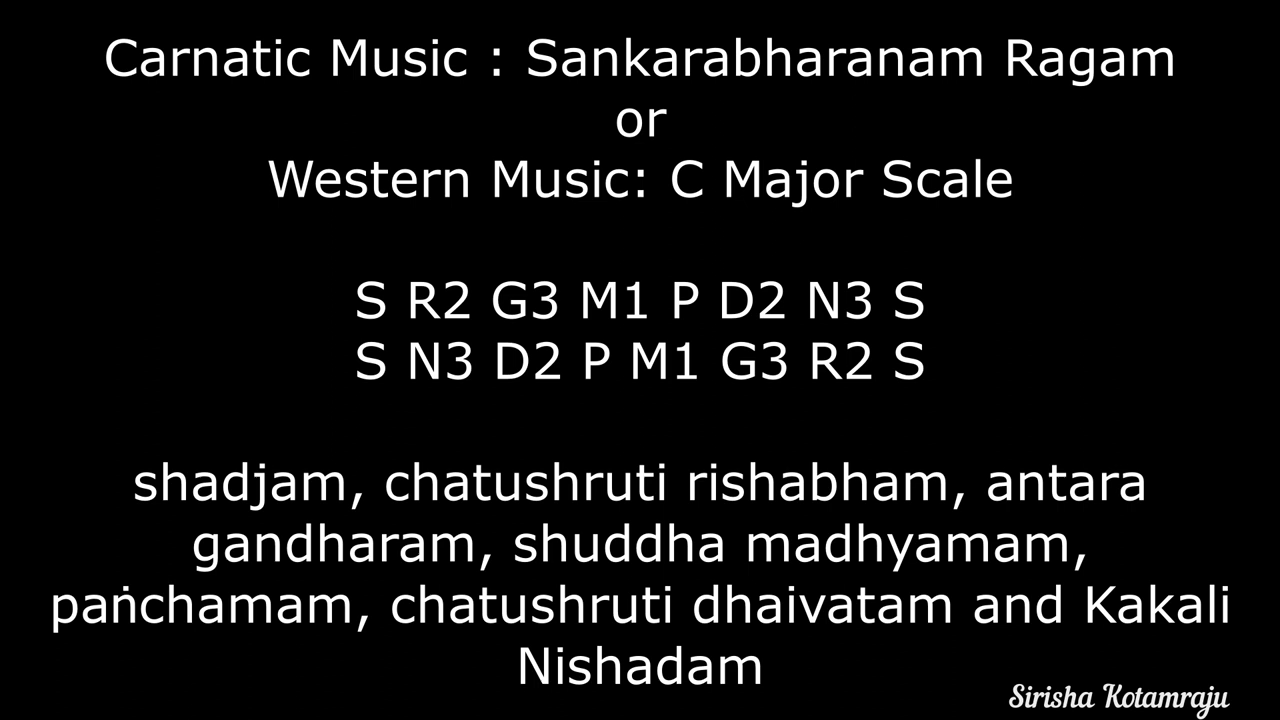 Carnatic Music : Sankarabharanam Ragam
or
Western Music: C Major Scale
S R2 G3 M1 P D2 N3 S
S N3 D2 P M1 G3 R2 S
shadjam, chatushruti rishabham, antara
gandharam, shuddha madhyamam,
paṅchamam, chatushruti dhaivatam and Kakali
Nishadam
Sirisha Kotamraju